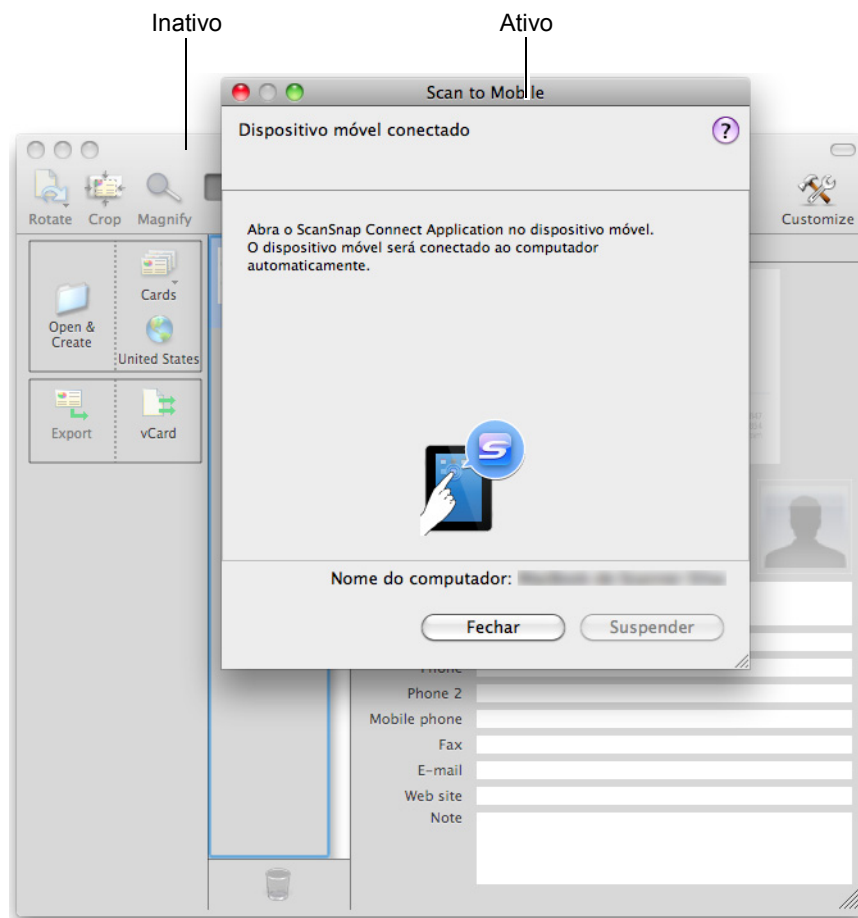 Inativo
Ativo
Scan to Mobile
Dispositivo móvel conectado
?
Rotate Crop Magnify
Customize
Abra o ScanSnap Connect Application no dispositivo móvel.
O dispositivo móvel será conectado ao computador
automaticamente.
Cards
Open &
Create
United States
Export
vCard
S
Nome do computador:
Fechar
Suspender
Phone
Phone 2
Mobile phone
Fax
E-mail
Web site
Note